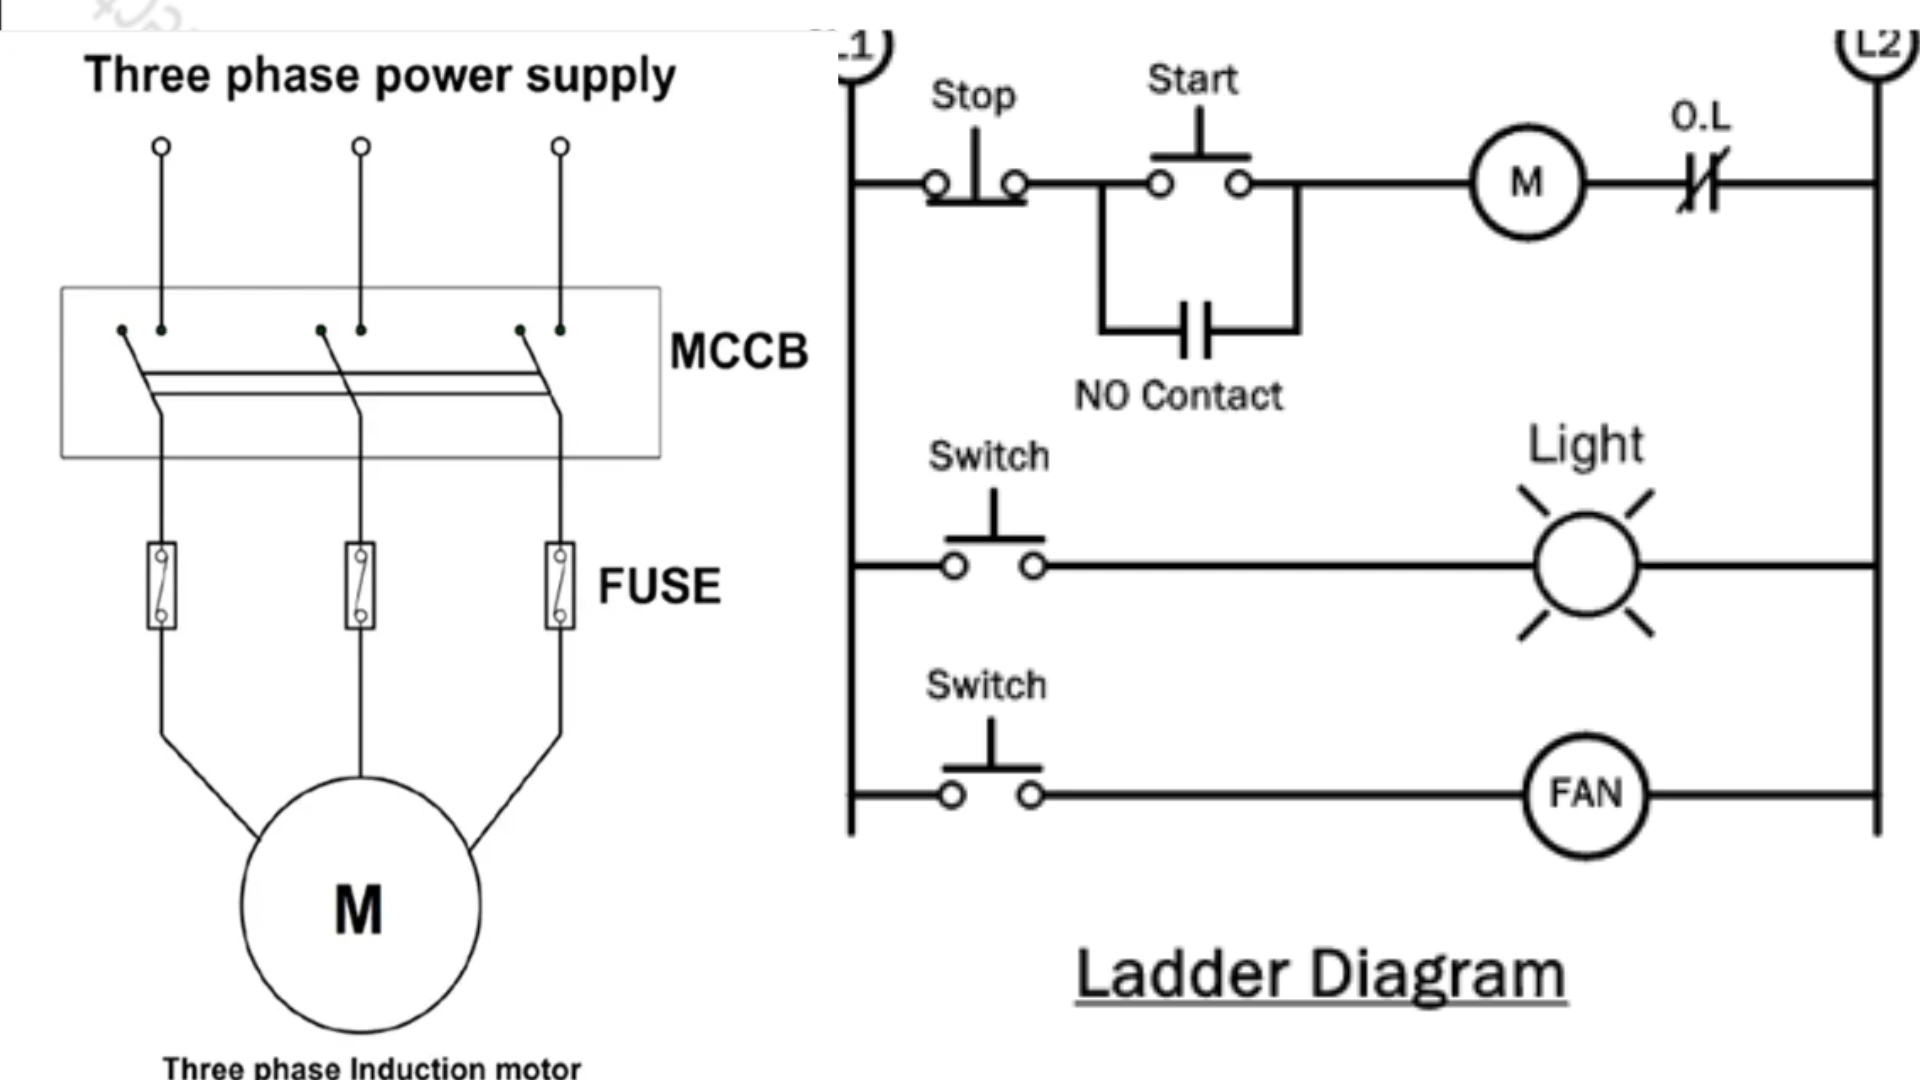 Three phase power supply
MCCB
FUSE
M
Three phase Induction motor
L1
L2
Stop
Start
O.L
M
NO Contact
Switch
Light
Switch
FAN
Ladder Diagram